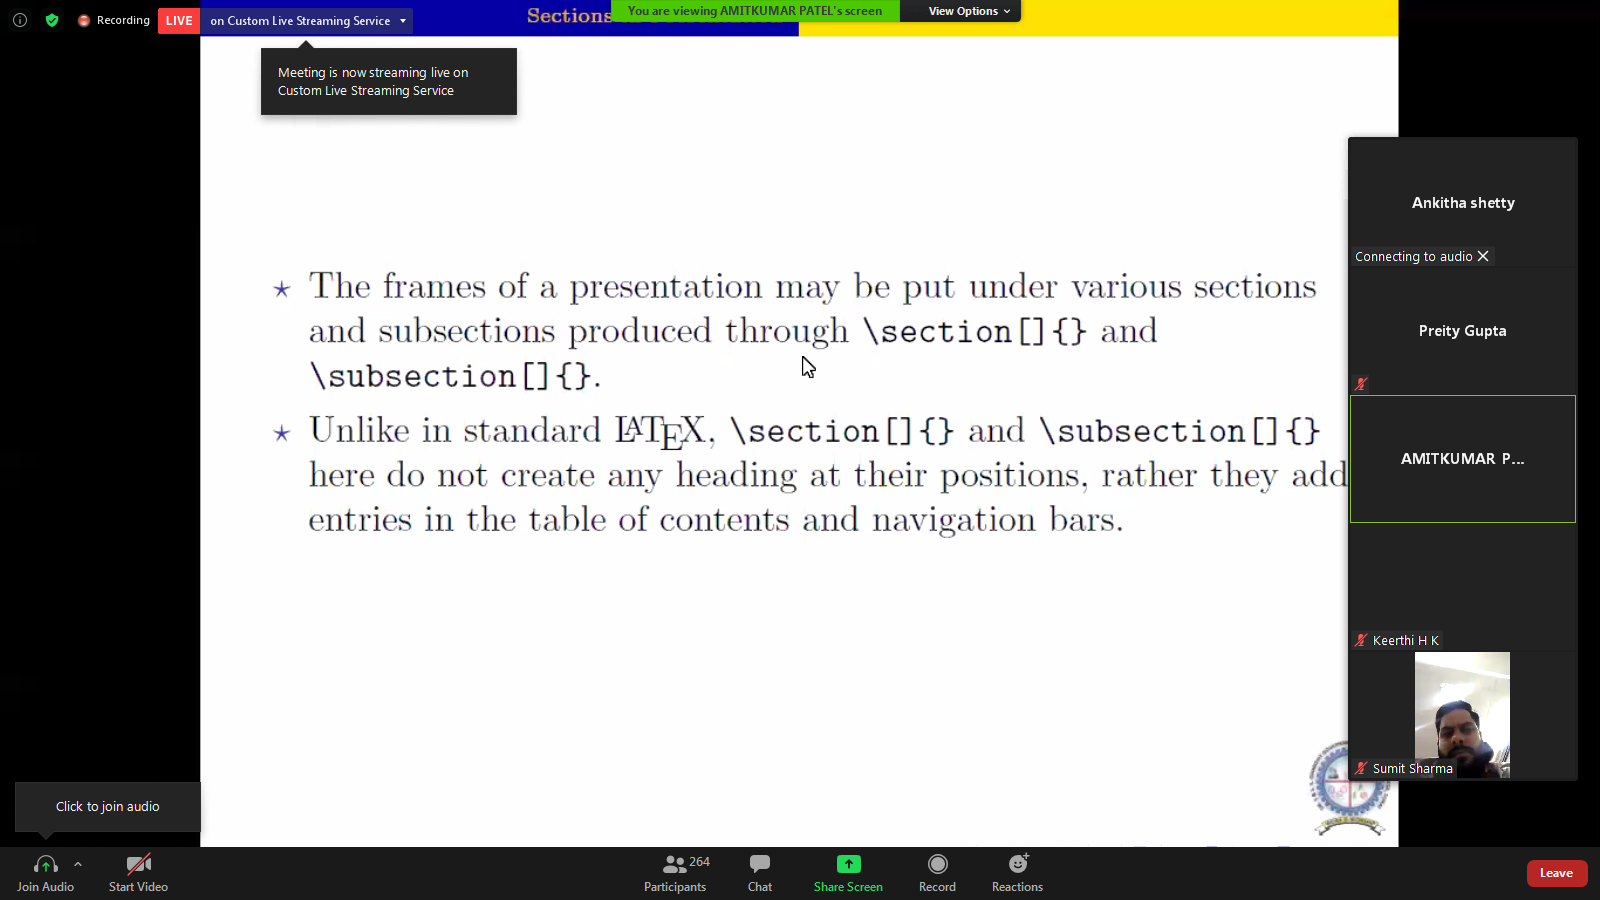 Recording
LIVE
on Custom Live Streaming Service
Sections
You are viewing AMITKUMAR PATEL's screen
View Options
Meeting is now streaming live on
Custom Live Streaming Service
★ The frames of a presentation may be put under various sections
and subsections produced through \section[]{} and
\subsection[]{}.
★ Unlike in standard LATEX, \section[]{} and \subsection[]{}
here do not create any heading at their positions, rather they add
entries in the table of contents and navigation bars.
Ankitha shetty
Connecting to audio
Preity Gupta
AMITKUMAR P...
Keerthi H K
Sumit Sharma
Click to join audio
Join Audio
Start Video
264
Participants
Chat
Share Screen
Record
Reactions
Leave